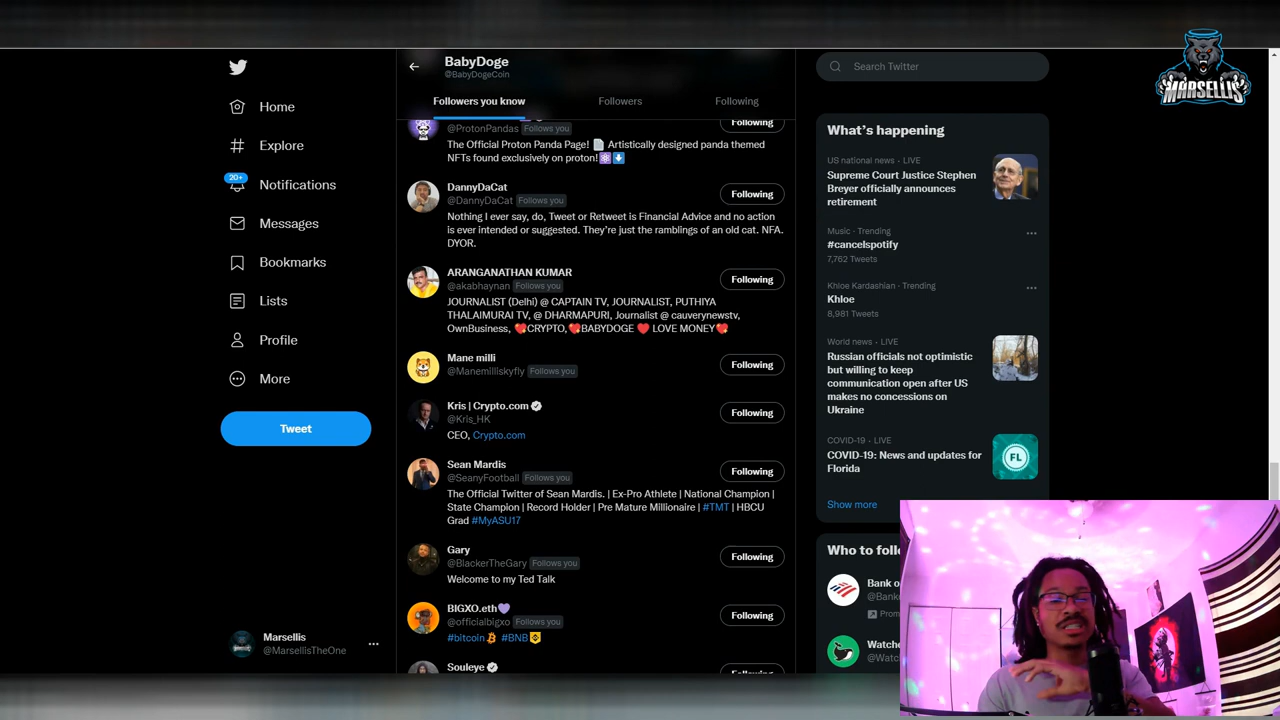 MARSELLIS
Home
Explore
20+
Notifications
Messages
Bookmarks
Lists
Profile
More
Tweet
Marsellis
@MarsellisTheOne
BabyDoge
@BabyDogeCoin
Followers you know
Followers
Following
@ProtonPandas Follows you
Following
The Official Proton Panda Page! 📄 Artistically designed panda themed
NFTs found exclusively on proton!⚛️⬇️
DannyDaCat
@DannyDaCat Follows you
Following
Nothing I ever say, do, Tweet or Retweet is Financial Advice and no action
is ever intended or suggested. They're just the ramblings of an old cat. NFA.
DYOR.
ARANGANATHAN KUMAR
@akabhaynan Follows you
Following
JOURNALIST (Delhi) @ CAPTAIN TV, JOURNALIST, PUTHIYA
THALAIMURAI TV, @ DHARMAPURI, Journalist @ cauverynewstv,
OwnBusiness, 💘CRYPTO,💘BABYDOGE ❤️ LOVE MONEY💘
Mane milli
@Manemilliskyfly Follows you
Following
Kris | Crypto.com
@Kris_HK
Following
CEO, Crypto.com
Sean Mardis
@SeanyFootball Follows you
Following
The Official Twitter of Sean Mardis. | Ex-Pro Athlete | National Champion |
State Champion | Record Holder | Pre Mature Millionaire | #TMT | HBCU
Grad #MyASU17
Gary
@BlackerTheGary Follows you
Following
Welcome to my Ted Talk
BIGXO.eth💜
@officialbigxo Follows you
Following
#bitcoin #BNB
Souleye
Following
Search Twitter
What's happening
US national news · LIVE
Supreme Court Justice Stephen
Breyer officially announces
retirement
Music · Trending
#cancelspotify
7,762 Tweets
Khloe Kardashian · Trending
Khloe
8,981 Tweets
World news · LIVE
Russian officials not optimistic
but willing to keep
communication open after US
makes no concessions on
Ukraine
COVID-19 · LIVE
COVID-19: News and updates for
Florida
FL
Show more
Who to follo
Bank o
@Bank
Prom
Watche
@Watc